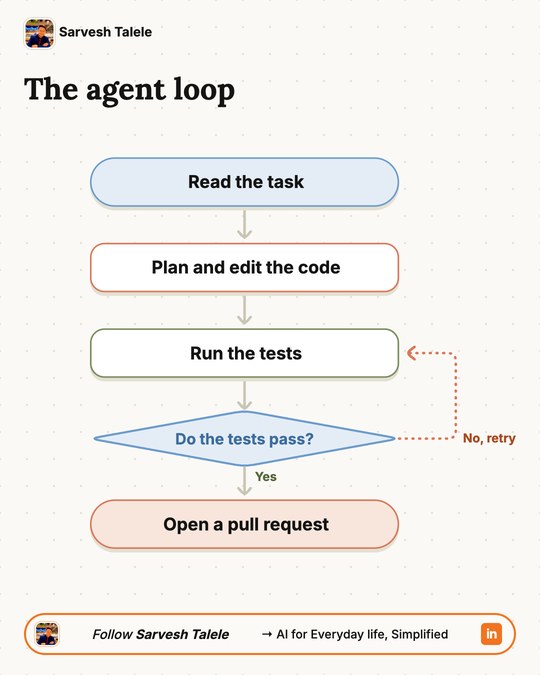 Sarvesh Talele
The agent loop
Read the task
Plan and edit the code
Run the tests
Do the tests pass?
No, retry
Yes
Open a pull request
Follow Sarvesh Talele → AI for Everyday life, Simplified in